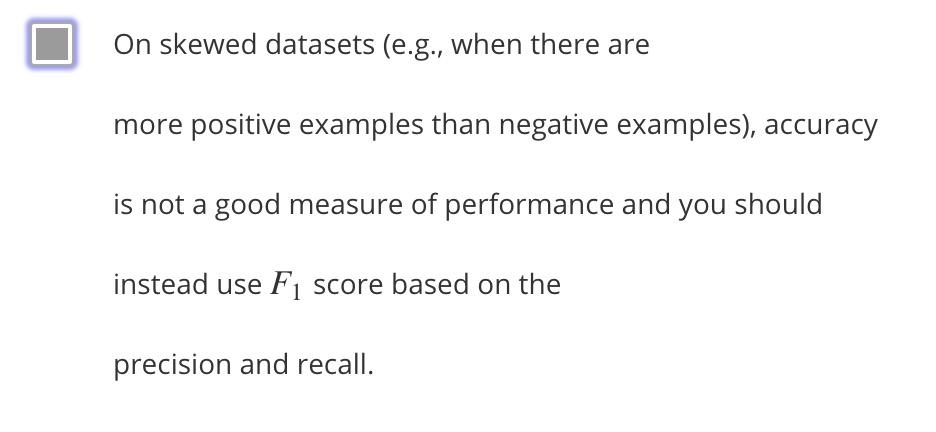 On skewed datasets (e.g., when there are
more positive examples than negative examples), accuracy
is not a good measure of performance and you should
instead use F₁ score based on the
precision and recall.